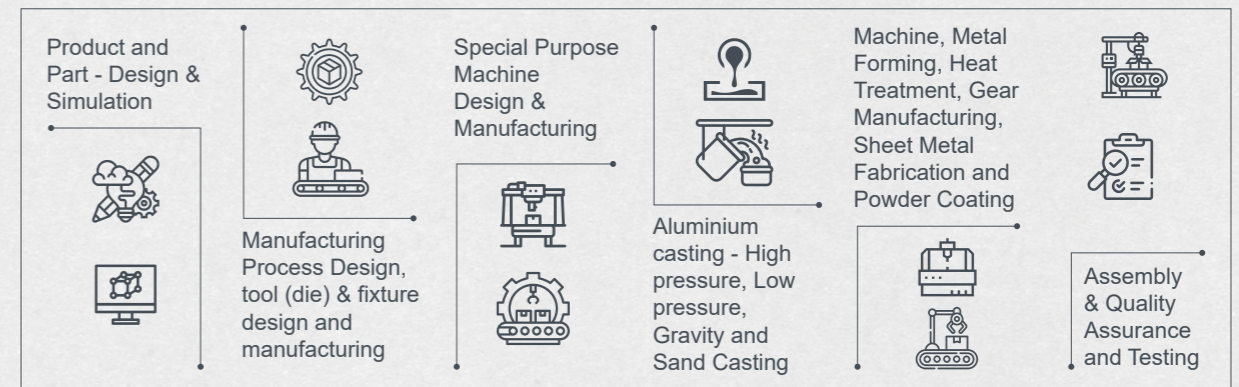 Product and
Part - Design &
Simulation
Manufacturing
Process Design,
tool (die) & fixture
design and
manufacturing
Special Purpose
Machine
Design &
Manufacturing
Aluminium
casting - High
pressure, Low
pressure,
Gravity and
Sand Casting
Machine, Metal
Forming, Heat
Treatment, Gear
Manufacturing,
Sheet Metal
Fabrication and
Powder Coating
Assembly
& Quality
Assurance
and Testing